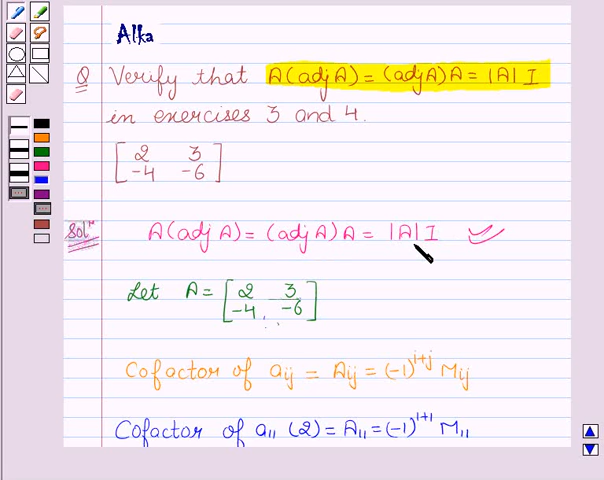 Alka
Q Verify that A(adj A) = (adj A)A = |A| I
in exercises 3 and 4.
[2 3
-4 -6]
Solⁿ A(adj A) = (adj A)A = |A| I
Let A = [2 3
-4 -6]
Cofactor of aij = Aij = (-1)^i+j Mij
Cofactor of a11 (2) = A11 = (-1)^1+1 M11